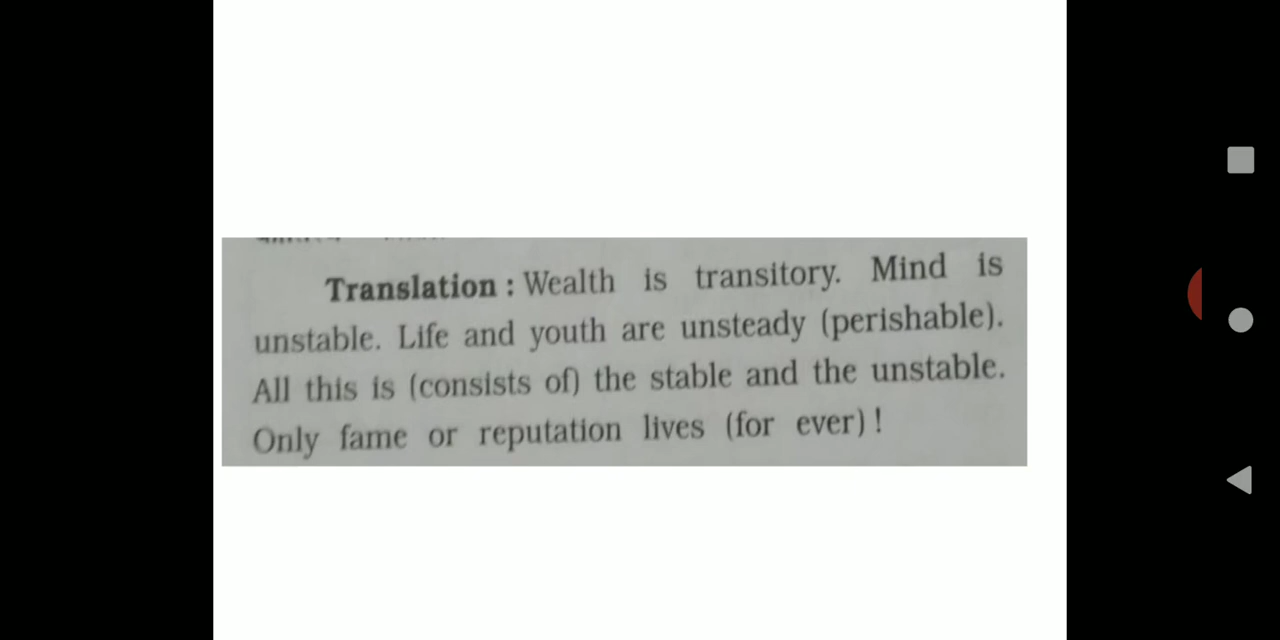 Translation : Wealth is transitory. Mind is
unstable. Life and youth are unsteady (perishable).
All this is (consists of) the stable and the unstable.
Only fame or reputation lives (for ever) !